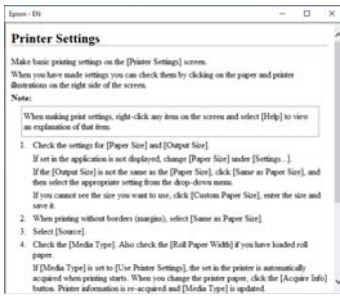 Epson - EN
Printer Settings
Make basic printing settings on the [Printer Settings] screen.
When you have made settings you can check them by clicking on the paper and printer
illustrations on the right side of the screen.
Note:
When making print settings, right-click any item on the screen and select [Help] to view
an explanation of that item.
1. Check the settings for [Paper Size] and [Output Size].
If set in the application is not displayed, change [Paper Size] under [Settings...].
If the [Output Size] is not the same as the [Paper Size], click [Same as Paper Size], and
then select the appropriate setting from the drop-down menu.
If you cannot see the size you want to use, click [Custom Paper Size], enter the size and
save it.
2. When printing without borders (margins), select [Same as Paper Size].
3. Select [Source].
4. Check the [Media Type]. Also check the [Roll Paper Width] if you have loaded roll
paper.
If [Media Type] is set to [Use Printer Settings], the set in the printer is automatically
acquired when printing starts. When you change the printer paper, click the [Acquire Info]
button. Printer information is re-acquired and [Media Type] is updated.